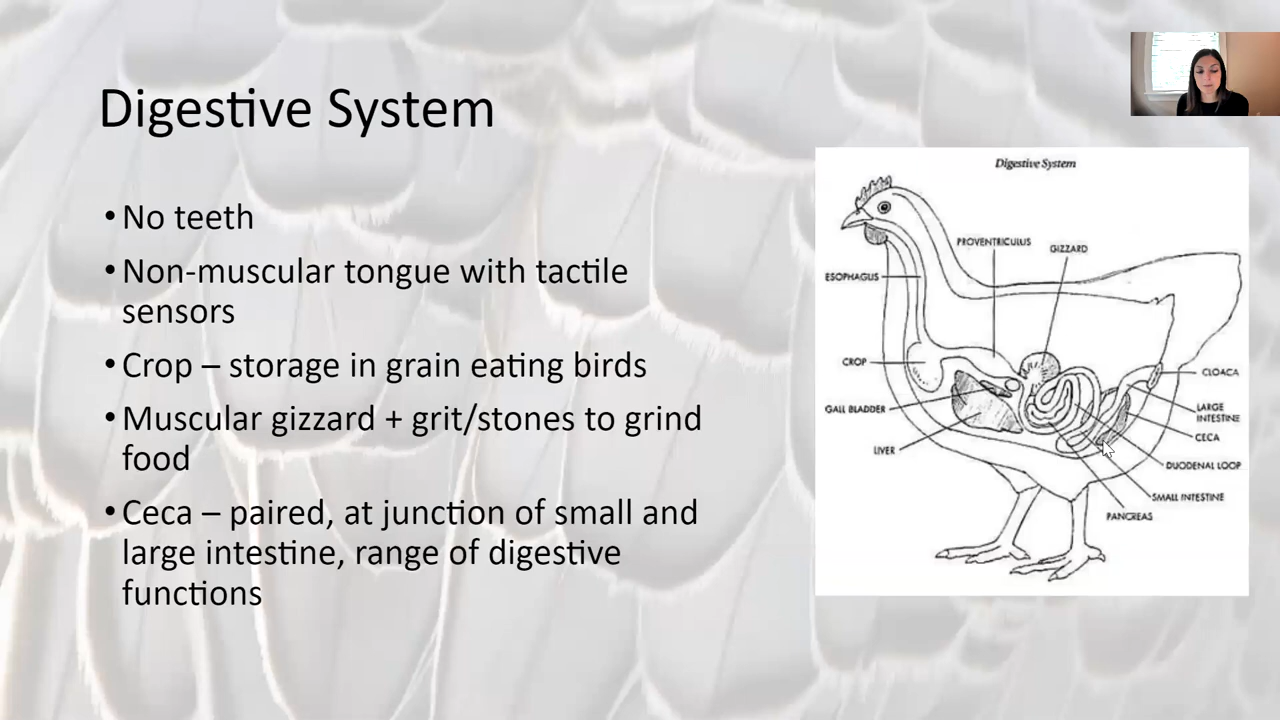 Digestive System
• No teeth
• Non-muscular tongue with tactile
sensors
• Crop – storage in grain eating birds
• Muscular gizzard + grit/stones to grind
food
• Ceca – paired, at junction of small and
large intestine, range of digestive
functions
Digestive System
PROVENTRICULUS
GIZZARD
ESOPHAGUS
CROP
GALL BLADDER
LIVER
CLOACA
LARGE
INTESTINE
CECA
DUODENAL LOOP
SMALL INTESTINE
PANCREAS